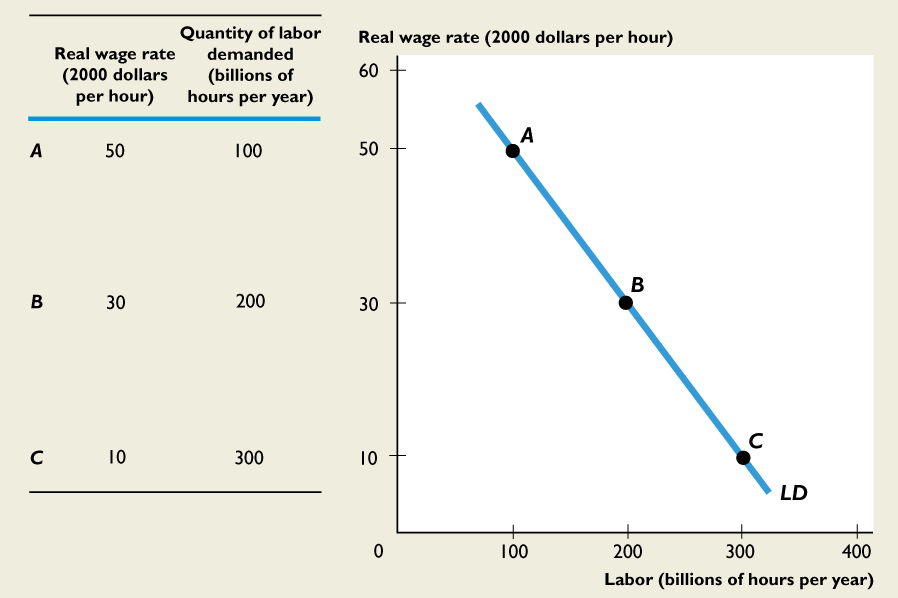 Real wage rate
(2000 dollars
per hour)
Quantity of labor
demanded
(billions of
hours per year)
A 50 100
B 30 200
C 10 300
Real wage rate (2000 dollars per hour)
60
50
30
10
0
100 200 300 400
A
B
C
LD
Labor (billions of hours per year)